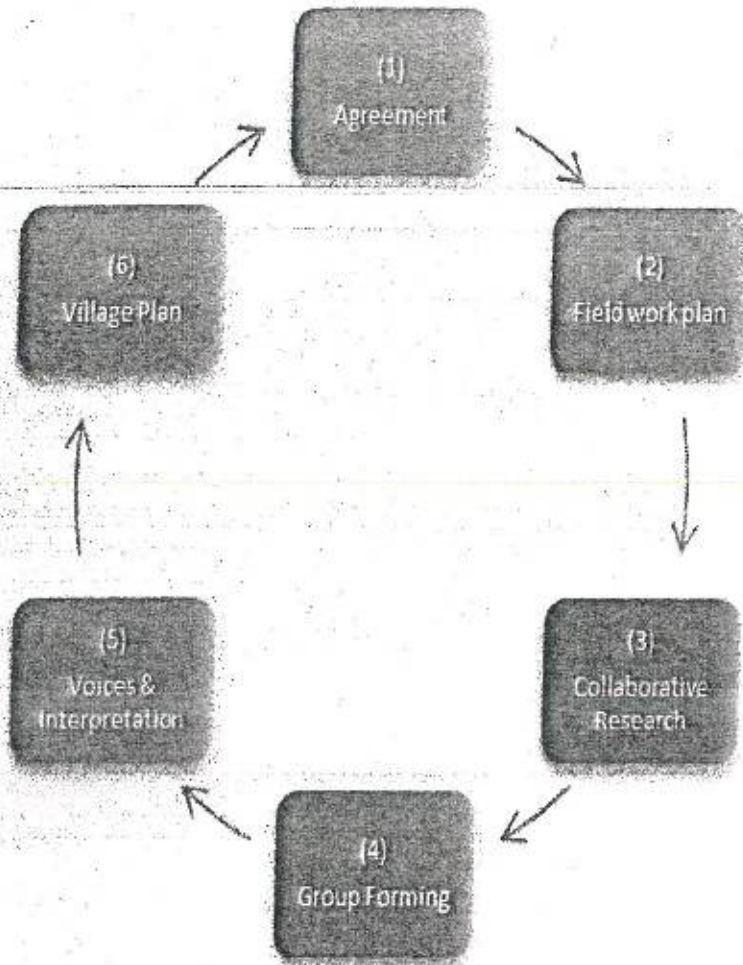 (1)
Agreement
(2)
Field work plan
(3)
Collaborative
Research
(4)
Group Forming
(5)
Voices &
Interpretation
(6)
Village Plan